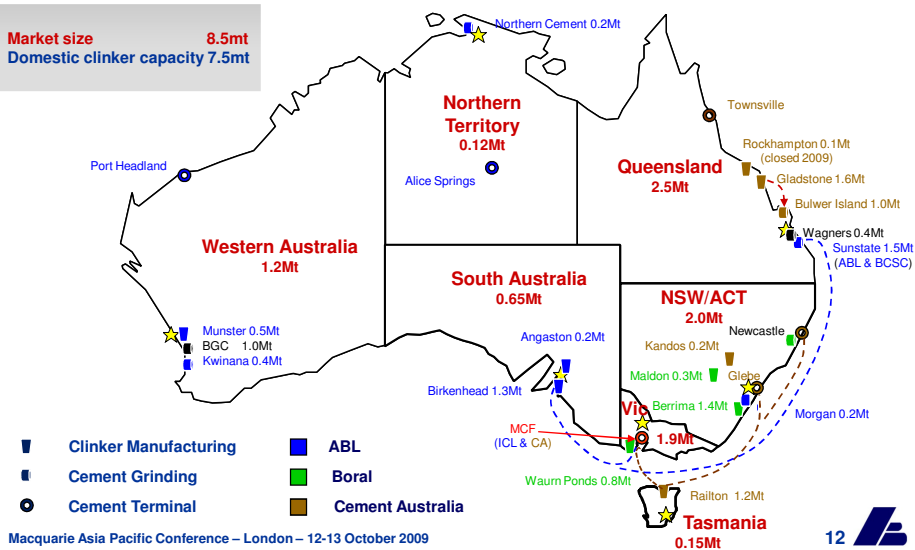 Market size 8.5mt
Domestic clinker capacity 7.5mt
Northern Cement 0.2Mt
Northern
Territory
0.12Mt
Alice Springs
Port Headland
Townsville
Rockhampton 0.1Mt
(closed 2009)
Gladstone 1.6Mt
Queensland
2.5Mt
Bulwer Island 1.0Mt
Wagners 0.4Mt
Sunstate 1.5Mt
(ABL & BCSC)
Western Australia
1.2Mt
South Australia
0.65Mt
NSW/ACT
2.0Mt
Munster 0.5Mt
BGC 1.0Mt
Kwinana 0.4Mt
Angaston 0.2Mt
Birkenhead 1.3Mt
Newcastle
Kandos 0.2Mt
Maldon 0.3Mt
Glebe
Berrima 1.4Mt
Morgan 0.2Mt
Vic
1.9Mt
MCF
(ICL & CA)
Waurn Ponds 0.8Mt
Railton 1.2Mt
Tasmania
0.15Mt
Clinker Manufacturing
Cement Grinding
Cement Terminal
ABL
Boral
Cement Australia
Macquarie Asia Pacific Conference – London – 12-13 October 2009
12